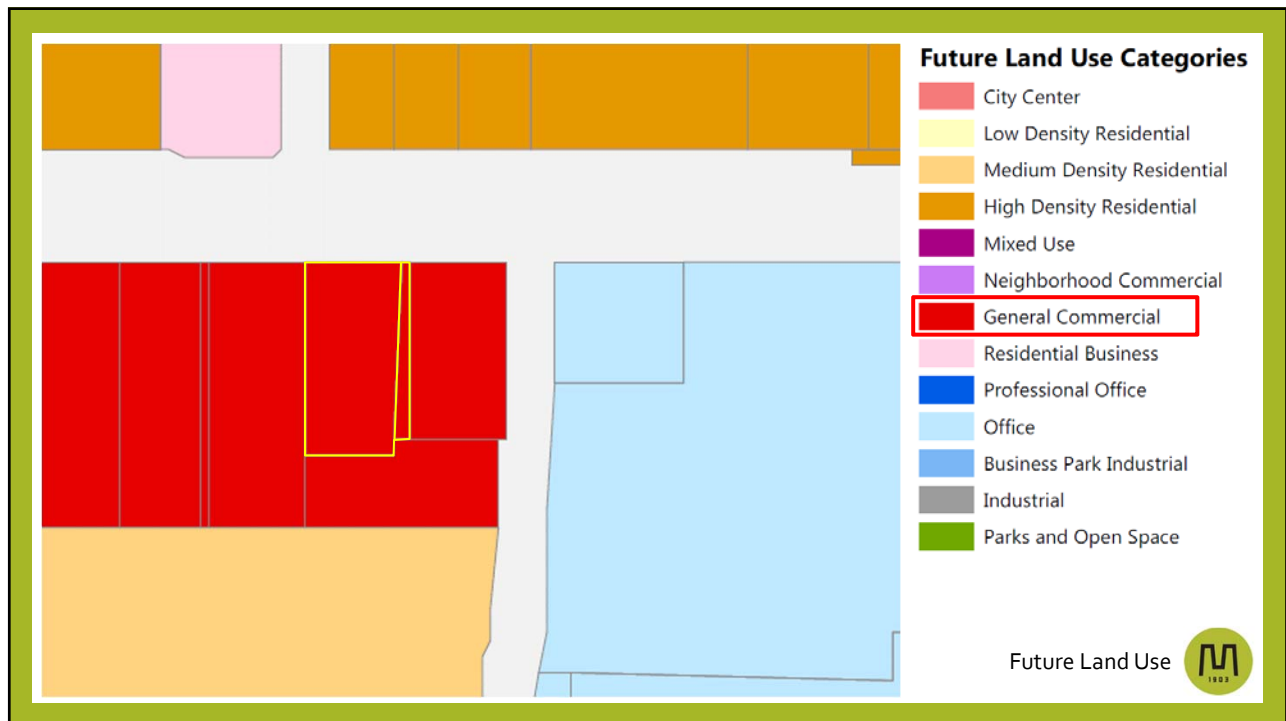 Future Land Use Categories
City Center
Low Density Residential
Medium Density Residential
High Density Residential
Mixed Use
Neighborhood Commercial
General Commercial
Residential Business
Professional Office
Office
Business Park Industrial
Industrial
Parks and Open Space
Future Land Use
M
1903